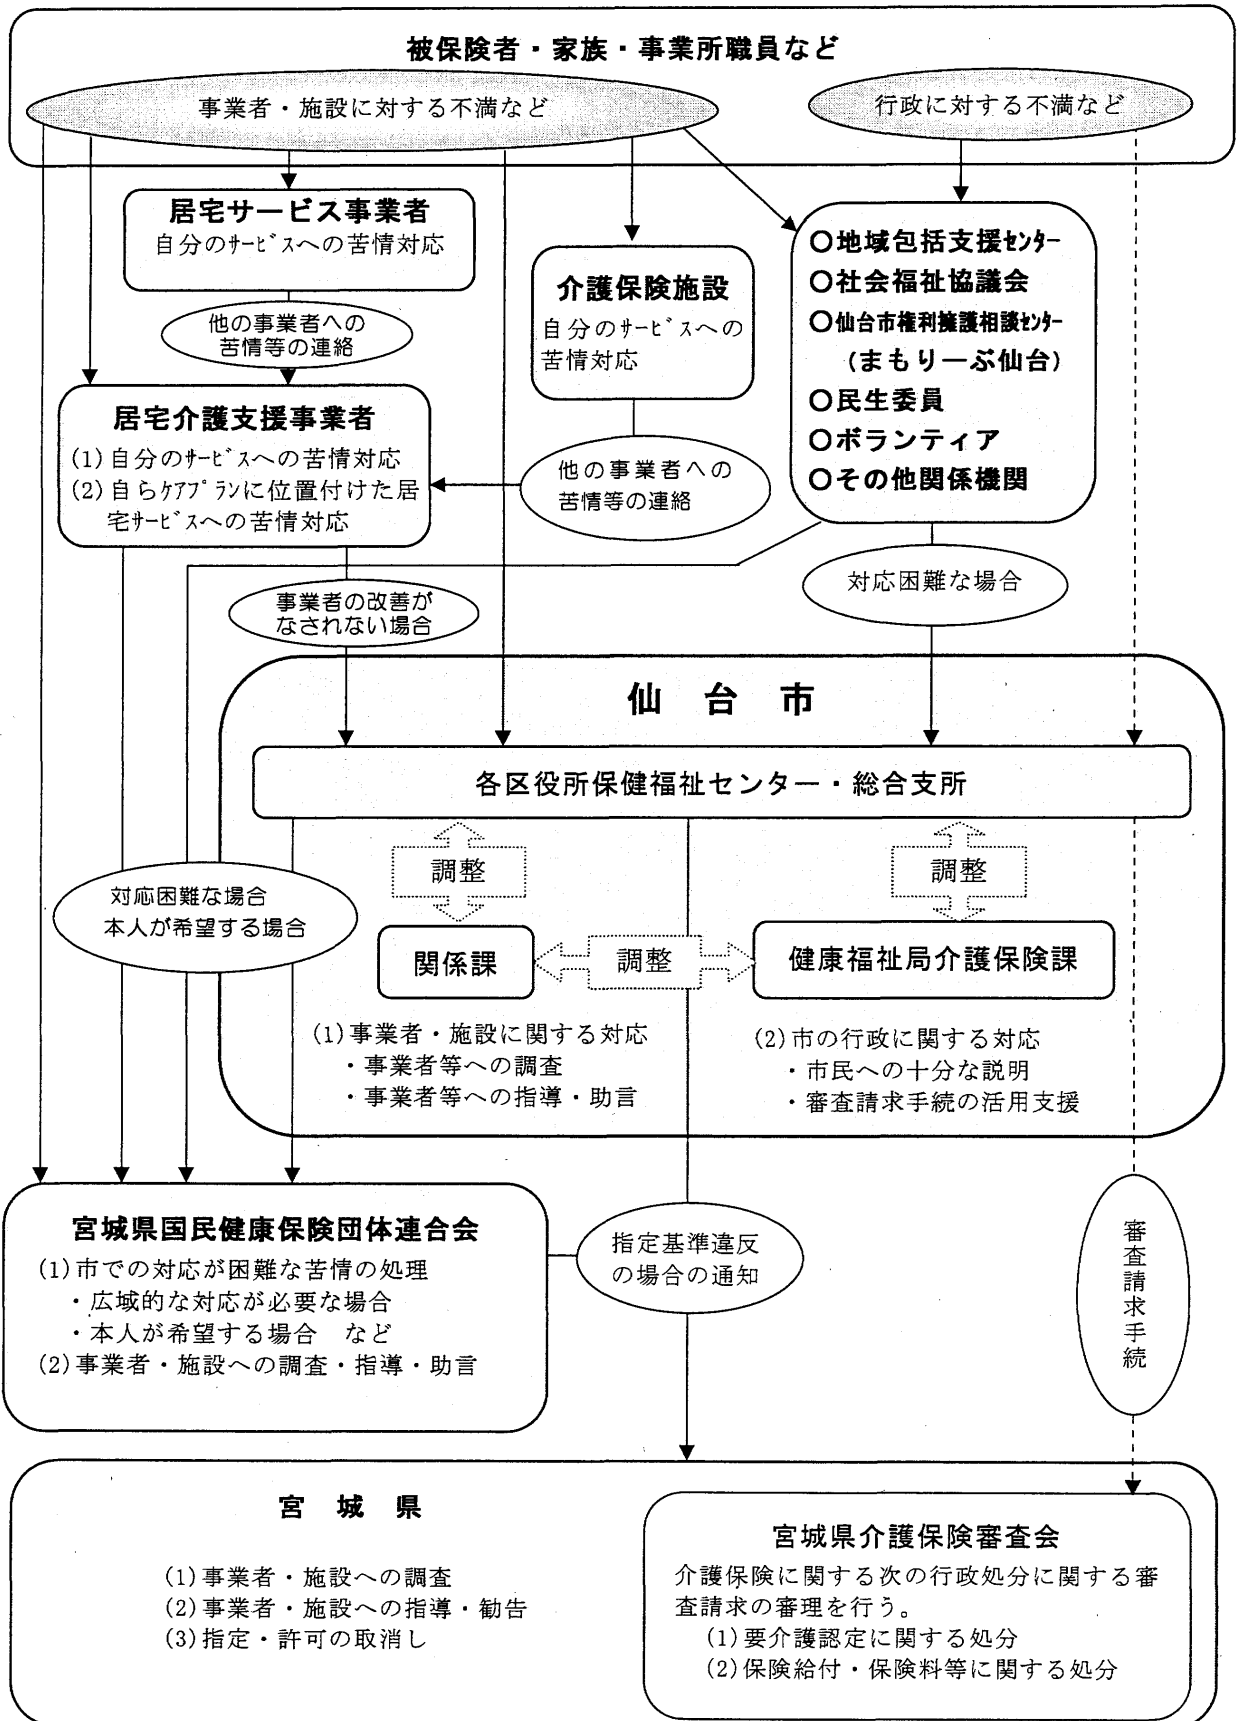 被保険者・家族・事業所職員など
事業者・施設に対する不満など
行政に対する不満など
居宅サービス事業者
自分のｻｰﾋﾞｽへの苦情対応
他の事業者への
苦情等の連絡
介護保険施設
自分のｻｰﾋﾞｽへの
苦情対応
〇地域包括支援ｾﾝﾀｰ
〇社会福祉協議会
〇仙台市権利擁護相談ｾﾝﾀｰ
(まもりーぶ仙台)
〇民生委員
〇ボランティア
〇その他関係機関
居宅介護支援事業者
(1)自分のｻｰﾋﾞｽへの苦情対応
(2)自らｹｱﾌﾟﾗﾝに位置付けた居
宅ｻｰﾋﾞｽへの苦情対応
他の事業者への
苦情等の連絡
事業者の改善が
なされない場合
対応困難な場合
仙台市
各区役所保健福祉センター・総合支所
調整
調整
対応困難な場合
本人が希望する場合
関係課
調整
健康福祉局介護保険課
(1)事業者・施設に関する対応
・事業者等への調査
・事業者等への指導・助言
(2)市の行政に関する対応
・市民への十分な説明
・審査請求手続の活用支援
宮城県国民健康保険団体連合会
(1)市での対応が困難な苦情の処理
・広域的な対応が必要な場合
・本人が希望する場合　など
(2)事業者・施設への調査・指導・助言
指定基準違反
の場合の通知
審査請求手続
宮城県
(1)事業者・施設への調査
(2)事業者・施設への指導・勧告
(3)指定・許可の取消し
宮城県介護保険審査会
介護保険に関する次の行政処分に関する審
査請求の審理を行う。
(1)要介護認定に関する処分
(2)保険給付・保険料等に関する処分